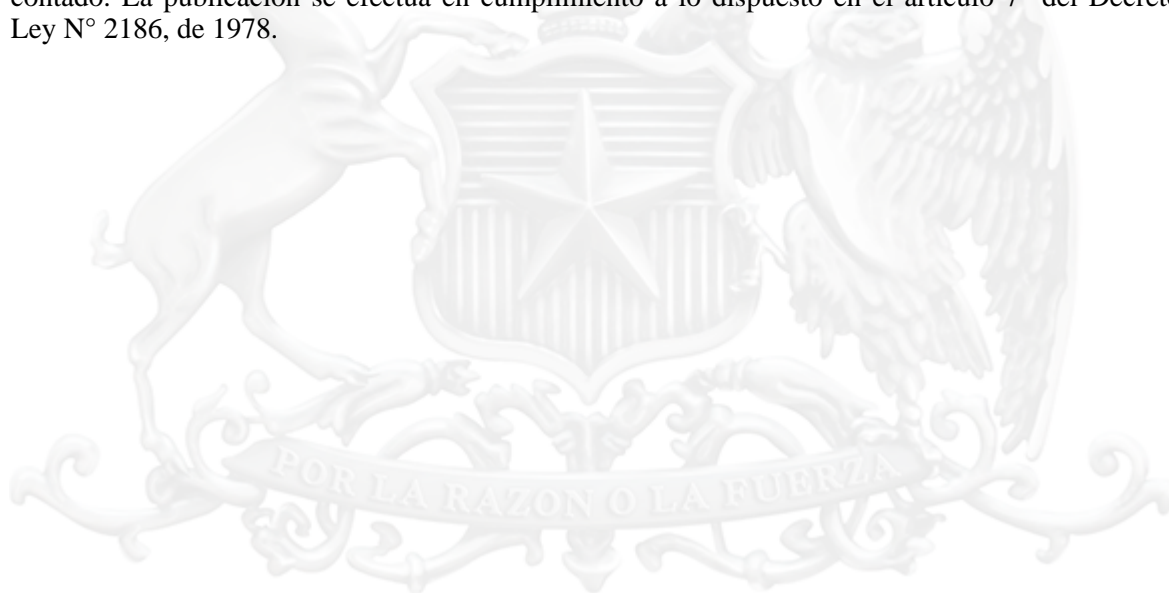 contado. La publicación se efectúa en cumplimiento a lo dispuesto en el artículo 7° del Decreto
Ley N° 2186, de 1978.
POR LA RAZON O LA FUERZA